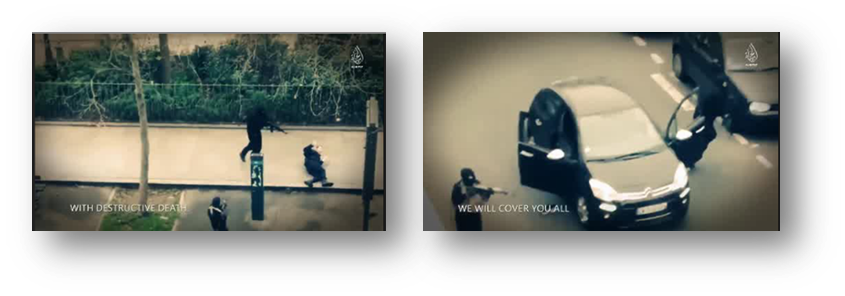 WITH DESTRUCTIVE DEATH
WE WILL COVER YOU ALL